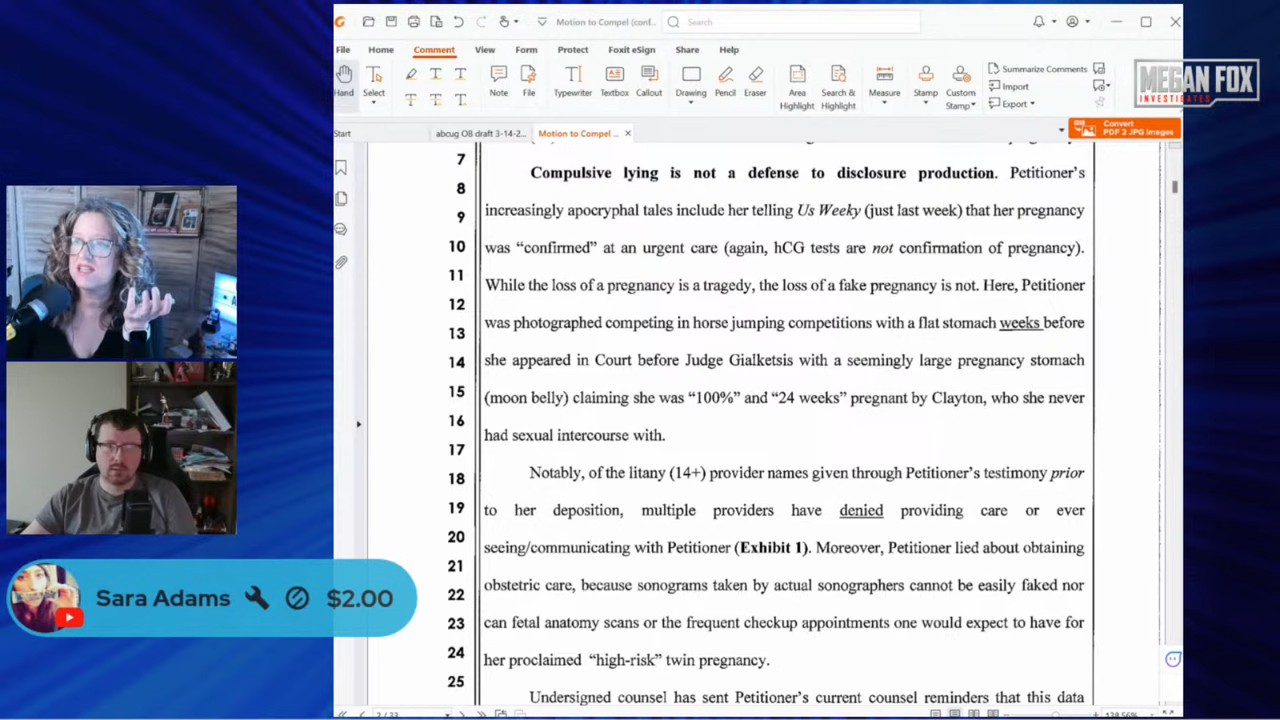 Motion to Compel (conf...
Search
File
Home
Comment
View
Form
Protect
Foxit eSign
Share
Help
Hand
Select
Note
File
Typewriter
Textbox
Callout
Drawing
Pencil
Eraser
Area
Highlight
Search &
Highlight
Measure
Stamp
Custom
Stamp
Summarize Comments
Import
Export
MEGAN FOX
INVESTIGATES
Start
abcug OB draft 3-14-2...
Motion to Compel ...
Convert
PDF 2 JPG Images
7
8
9
10
11
12
13
14
15
16
17
18
19
20
21
22
23
24
25
Compulsive lying is not a defense to disclosure production. Petitioner's
increasingly apocryphal tales include her telling Us Weeky (just last week) that her pregnancy
was “confirmed” at an urgent care (again, hCG tests are not confirmation of pregnancy).
While the loss of a pregnancy is a tragedy, the loss of a fake pregnancy is not. Here, Petitioner
was photographed competing in horse jumping competitions with a flat stomach weeks before
she appeared in Court before Judge Gialketsis with a seemingly large pregnancy stomach
(moon belly) claiming she was “100%” and “24 weeks” pregnant by Clayton, who she never
had sexual intercourse with.
Notably, of the litany (14+) provider names given through Petitioner's testimony prior
to her deposition, multiple providers have denied providing care or ever
seeing/communicating with Petitioner (Exhibit 1). Moreover, Petitioner lied about obtaining
obstetric care, because sonograms taken by actual sonographers cannot be easily faked nor
can fetal anatomy scans or the frequent checkup appointments one would expect to have for
her proclaimed “high-risk” twin pregnancy.
Undersigned counsel has sent Petitioner's current counsel reminders that this data
Sara Adams
$2.00
138.56%